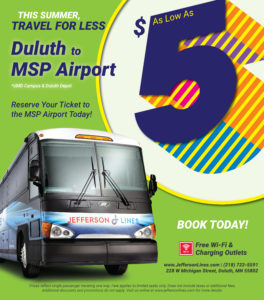 THIS SUMMER,
TRAVEL FOR LESS
Duluth to
MSP Airport
*UMD Campus & Duluth Depot
Reserve Your Ticket to
the MSP Airport Today!
As Low As
$5
JEFFERSON LINES
BOOK TODAY!
Free Wi-Fi &
Charging Outlets
www.JeffersonLines.com | (218) 722-5591
228 W Michigan Street, Duluth, MN 55802